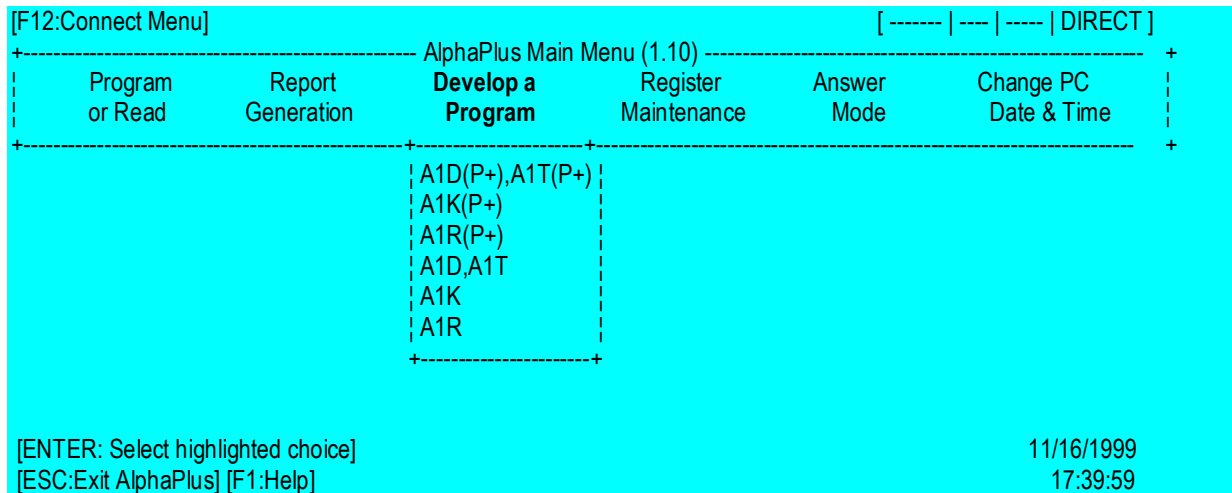 [F12:Connect Menu] [ ------- | ---- | ----- | DIRECT ]
+---------------------------------------------------- AlphaPlus Main Menu (1.10) ---------------------------------------------------------- +
¦ Program Report Develop a Register Answer Change PC ¦
¦ or Read Generation Program Maintenance Mode Date & Time ¦
+---------------------------------------------------+----------------------+----------------------------------------------------------------------- +
¦ A1D(P+),A1T(P+) ¦
¦ A1K(P+) ¦
¦ A1R(P+) ¦
¦ A1D,A1T ¦
¦ A1K ¦
¦ A1R ¦
+-----------------------+
[ENTER: Select highlighted choice] 11/16/1999
[ESC:Exit AlphaPlus] [F1:Help] 17:39:59